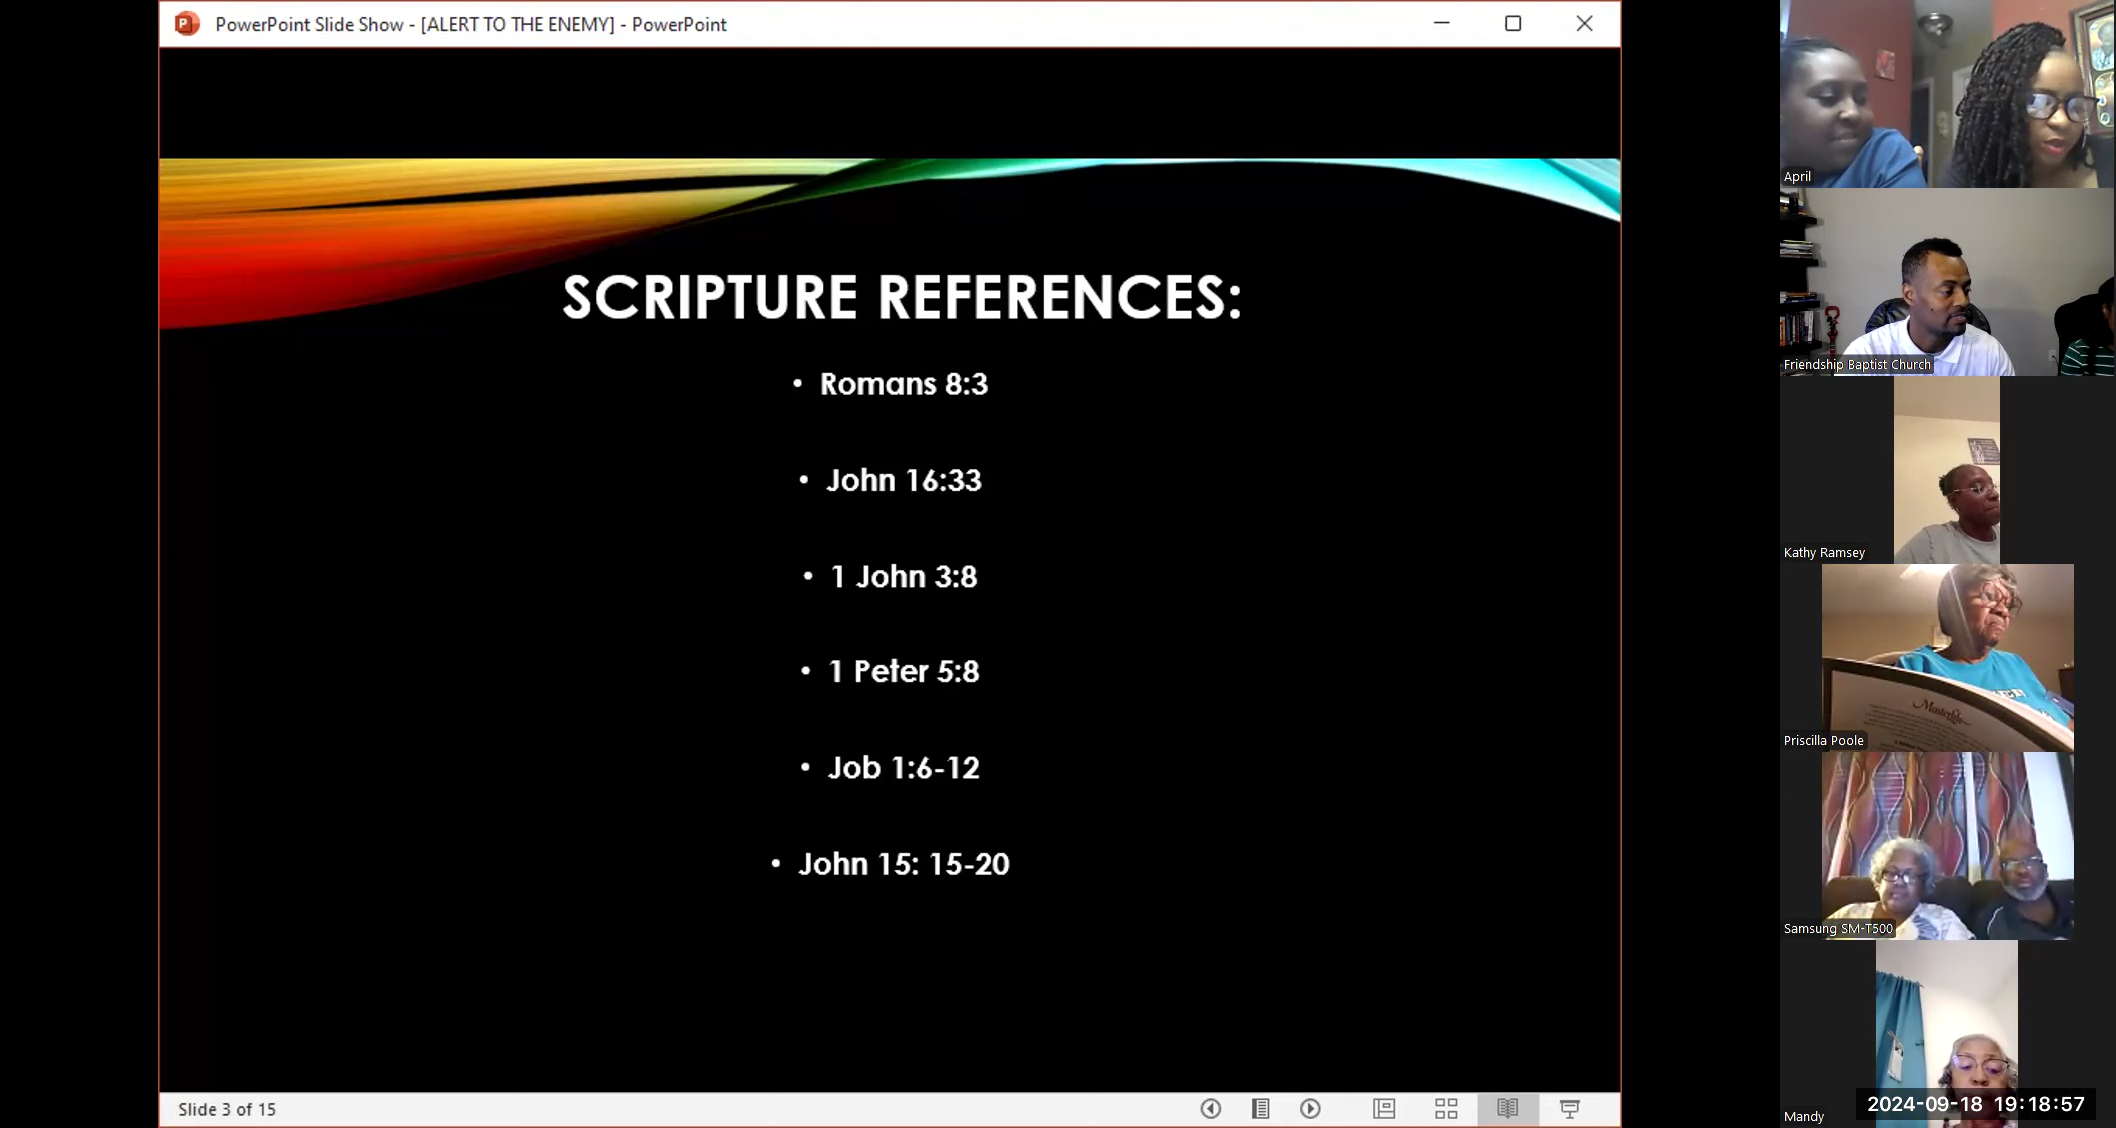 PowerPoint Slide Show - [ALERT TO THE ENEMY] - PowerPoint
SCRIPTURE REFERENCES:
• Romans 8:3
• John 16:33
• 1 John 3:8
• 1 Peter 5:8
• Job 1:6-12
• John 15: 15-20
Slide 3 of 15
April
Friendship Baptist Church
Kathy Ramsey
Masterlife
Priscilla Poole
Samsung SM-T500
Mandy
2024-09-18 19:18:57